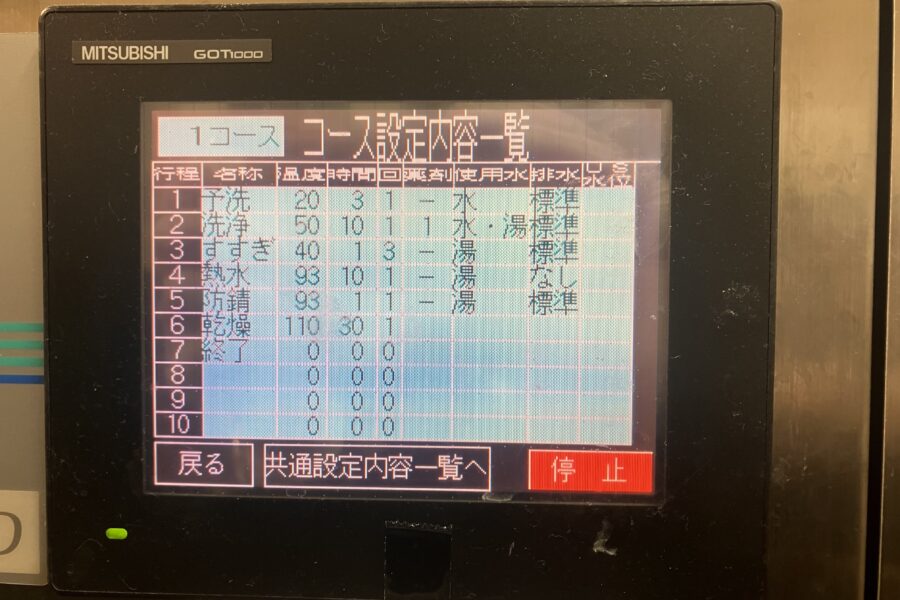 MITSUBISHI GOT1000
1コース コース設定内容一覧
行程 名称 温度 時間 回 薬剤 使用水 排水 水位
1 予洗 20 3 1 - 水 標準
2 洗浄 50 10 1 1 水・湯 標準
3 すすぎ 40 1 3 - 湯 標準
4 熱水 93 10 1 - 湯 なし
5 防錆 93 1 1 - 湯 標準
6 乾燥 110 30 1
7 終了 0 0 0
8 0 0 0
9 0 0 0
10 0 0 0
戻る 共通設定内容一覧へ 停止